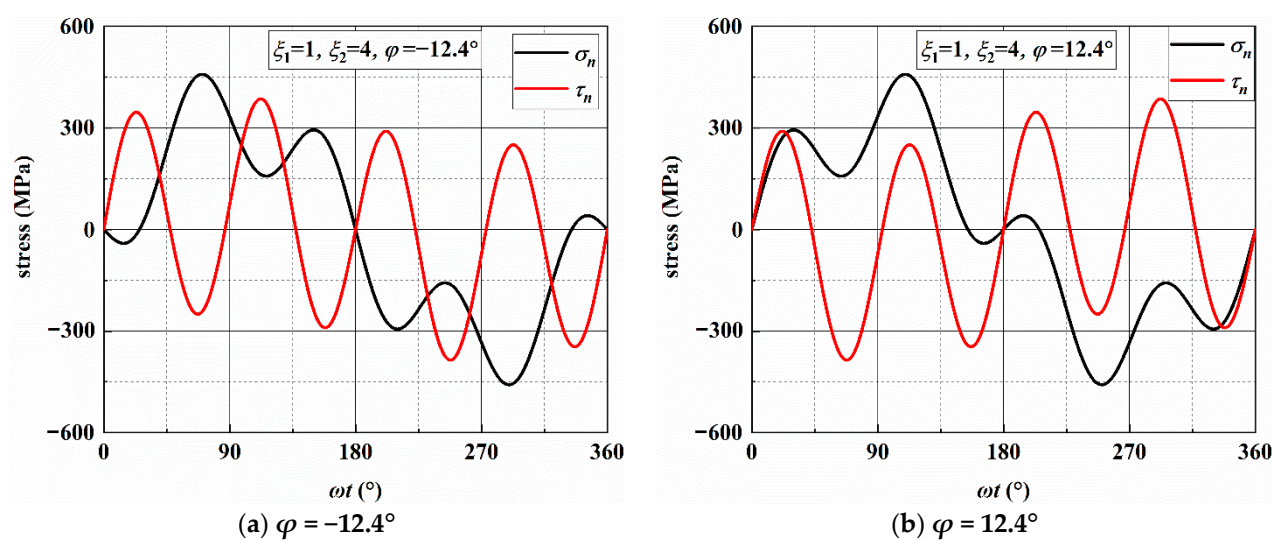 600
300
0
−300
−600
stress (MPa)
ξ1=1, ξ2=4, φ=−12.4°
σn
τn
0 90 180 270 360
ωt (°)
(a) φ = −12.4°
600
300
0
−300
−600
stress (MPa)
ξ1=1, ξ2=4, φ=12.4°
σn
τn
0 90 180 270 360
ωt (°)
(b) φ = 12.4°